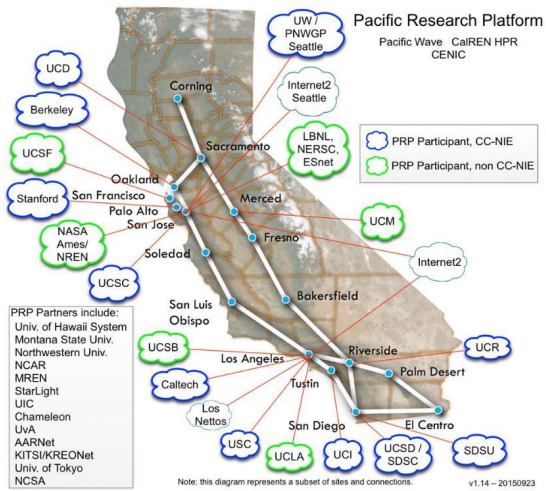 Pacific Research Platform
Pacific Wave CalREN HPR
CENIC
UW /
PNWGP
Seattle
UCD
Internet2
Seattle
Corning
Berkeley
LBNL,
NERSC,
ESnet
PRP Participant, CC-NIE
PRP Participant, non CC-NIE
UCSF
Sacramento
Oakland
Stanford
San Francisco
Palo Alto
San Jose
Merced
UCM
NASA
Ames/
NREN
Fresno
Soledad
Internet2
UCSC
San Luis
Obispo
Bakersfield
PRP Partners include:
Univ. of Hawaii System
Montana State Univ.
Northwestern Univ.
NCAR
MREN
StarLight
UIC
Chameleon
UvA
AARNet
KITSI/KREONet
Univ. of Tokyo
NCSA
UCSB
Los Angeles
Riverside
UCR
Caltech
Tustin
Palm Desert
Los
Nettos
San Diego
El Centro
USC
UCLA
UCI
UCSD /
SDSC
SDSU
Note: this diagram represents a subset of sites and connections.
v1.14 – 20150923